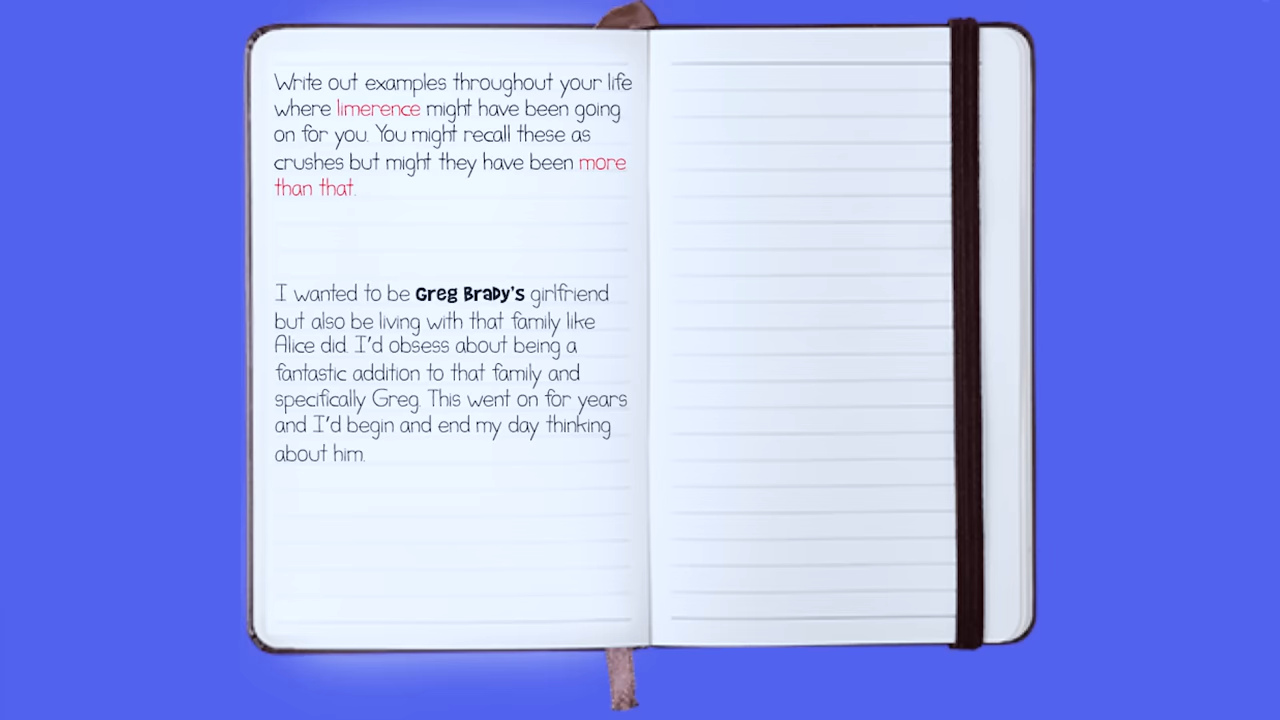 Write out examples throughout your life
where limerence might have been going
on for you. You might recall these as
crushes but might they have been more
than that.
I wanted to be Greg Brady's girlfriend
but also be living with that family like
Alice did. I'd obsess about being a
fantastic addition to that family and
specifically Greg. This went on for years
and I'd begin and end my day thinking
about him.